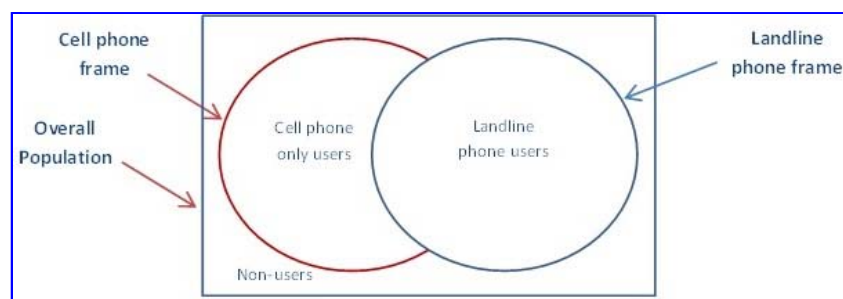 Cell phone
frame
Overall
Population
Cell phone
only users
Landline
phone users
Landline
phone frame
Non-users